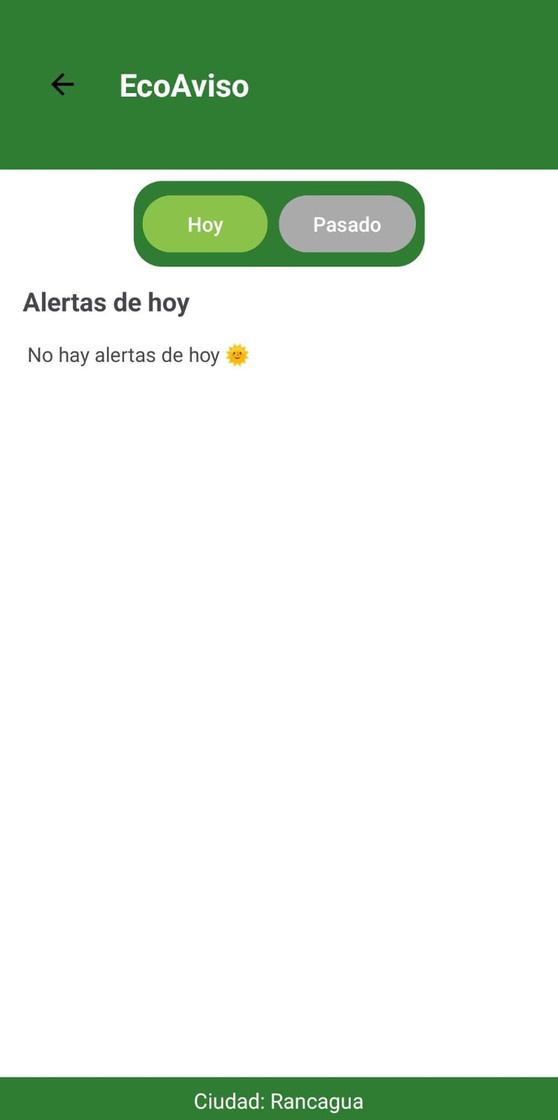 EcoAviso
Hoy
Pasado
Alertas de hoy
No hay alertas de hoy 🌞
Ciudad: Rancagua